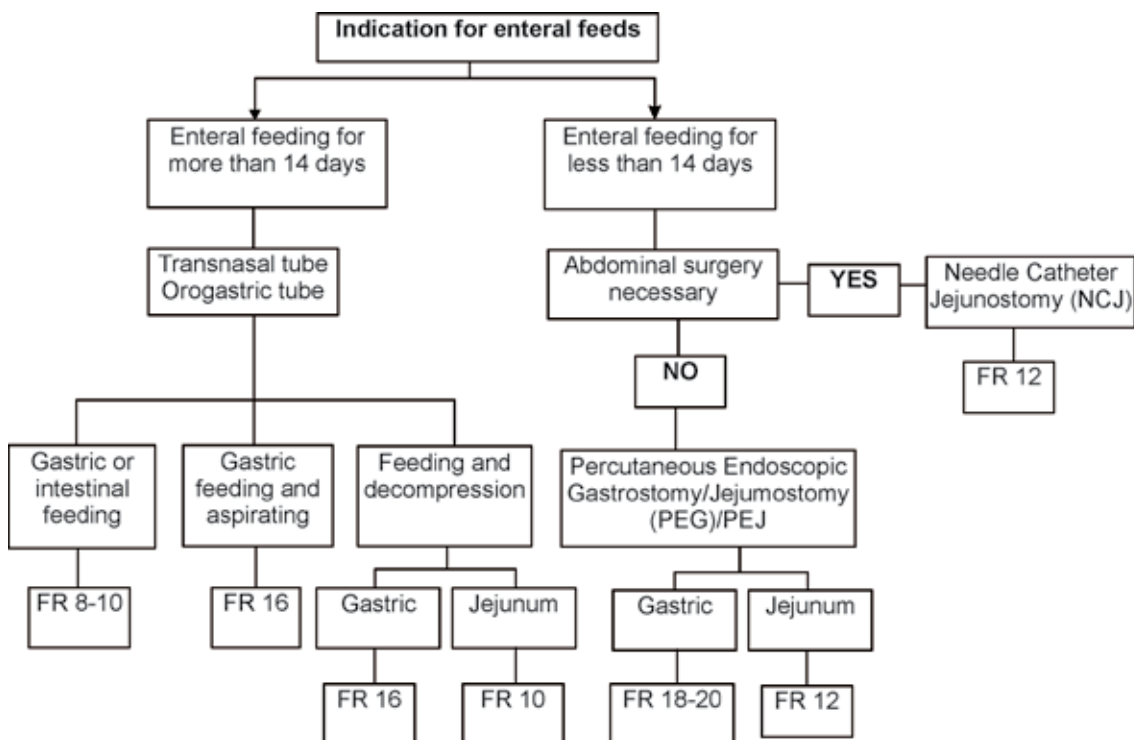 Indication for enteral feeds
Enteral feeding for
more than 14 days
Enteral feeding for
less than 14 days
Transnasal tube
Orogastric tube
Abdominal surgery
necessary
YES
Needle Catheter
Jejunostomy (NCJ)
NO
FR 12
Gastric or
intestinal
feeding
Gastric
feeding and
aspirating
Feeding and
decompression
Percutaneous Endoscopic
Gastrostomy/Jejumostomy
(PEG)/PEJ
FR 8-10
FR 16
Gastric
Jejunum
Gastric
Jejunum
FR 16
FR 10
FR 18-20
FR 12